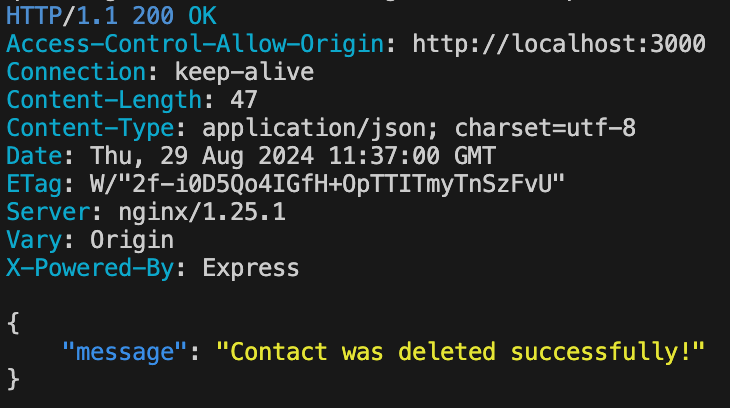 HTTP/1.1 200 OK
Access-Control-Allow-Origin: http://localhost:3000
Connection: keep-alive
Content-Length: 47
Content-Type: application/json; charset=utf-8
Date: Thu, 29 Aug 2024 11:37:00 GMT
ETag: W/"2f-i0D5Qo4IGfH+OpTTITmyTnSzFvU"
Server: nginx/1.25.1
Vary: Origin
X-Powered-By: Express
{
"message": "Contact was deleted successfully!"
}